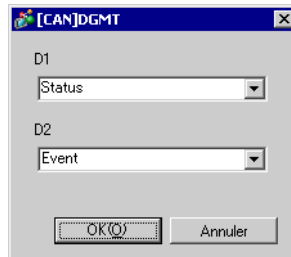 [CAN]DGMT
D1
Status
D2
Event
OK(O) Annuler